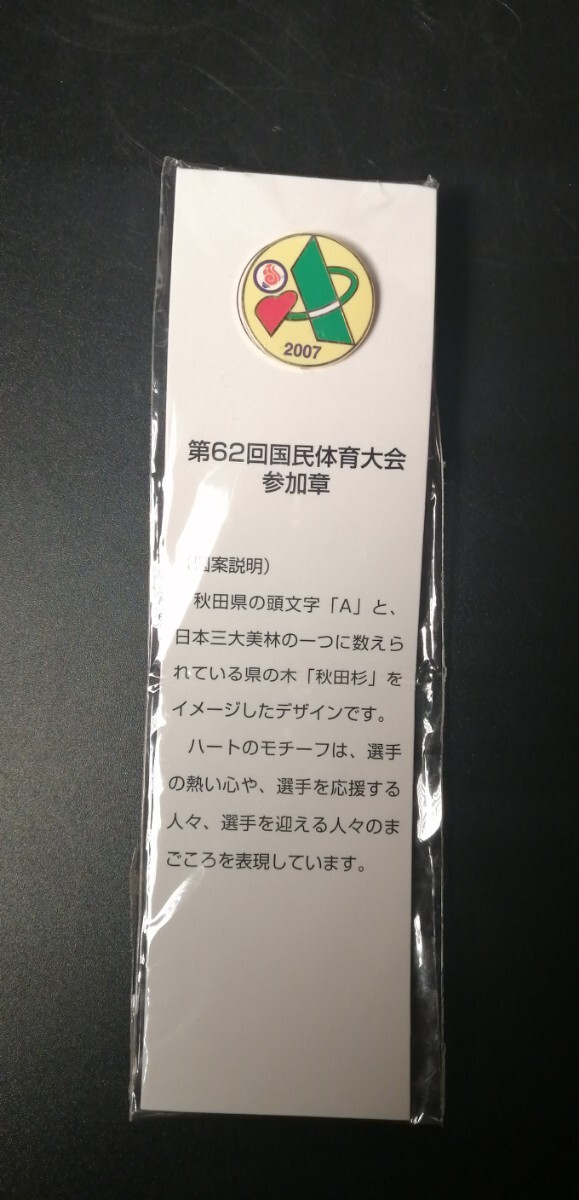 2007
第62回国民体育大会
参加章
(図案説明)
秋田県の頭文字「A」と、
日本三大美林の一つに数えら
れている県の木「秋田杉」を
イメージしたデザインです。
ハートのモチーフは、選手
の熱い心や、選手を応援する
人々、選手を迎える人々のま
ごころを表現しています。